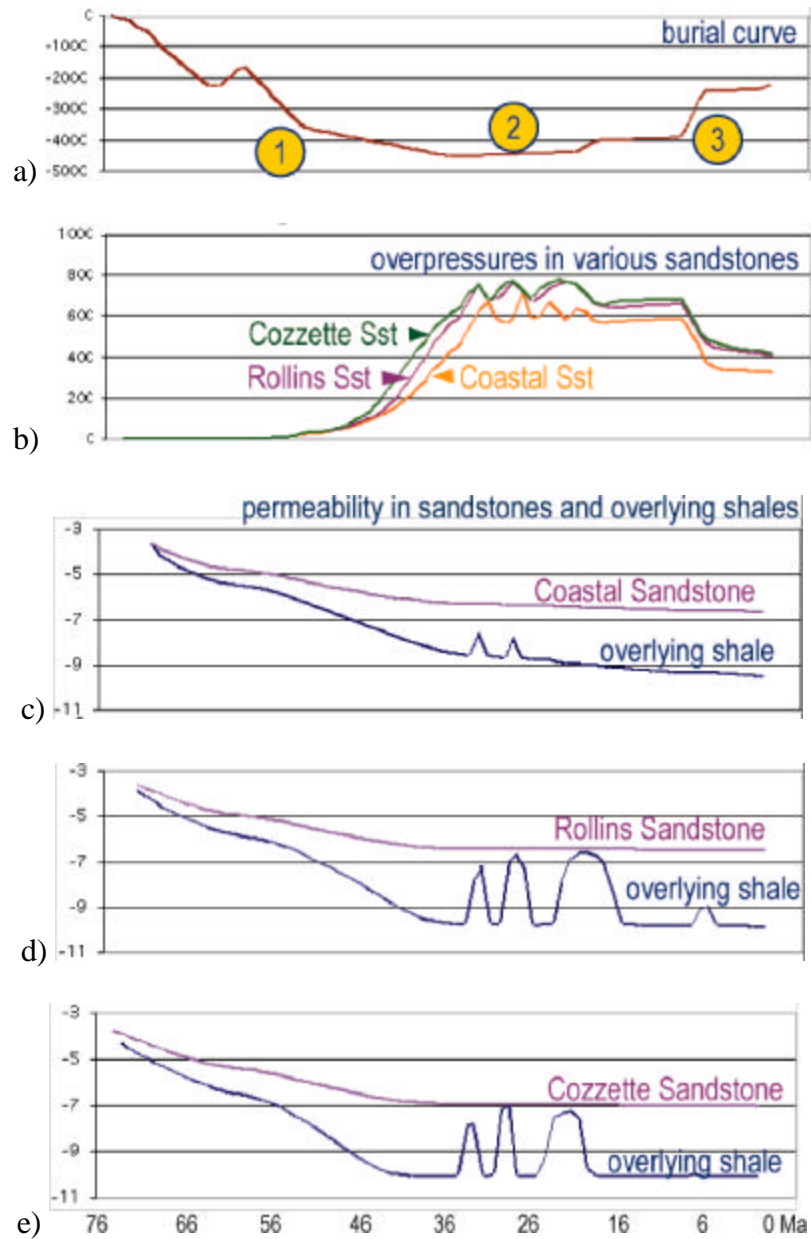 C
-100C
-200C
-300C
-400C
-500C
burial curve
1
2
3
a)
100C
80C
60C
40C
20C
C
overpressures in various sandstones
Cozzette Sst
Rollins Sst
Coastal Sst
b)
permeability in sandstones and overlying shales
-3
-5
-7
-9
-11
Coastal Sandstone
overlying shale
c)
-3
-5
-7
-9
-11
Rollins Sandstone
overlying shale
d)
-3
-5
-7
-9
-11
Cozzette Sandstone
overlying shale
e)
76 66 56 46 36 26 16 6 0 Ma